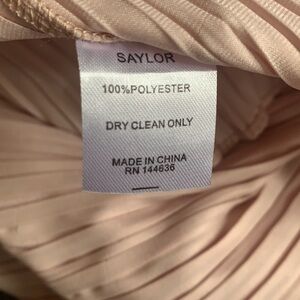 SAYLOR
100%POLYESTER
DRY CLEAN ONLY
MADE IN CHINA
RN 144636